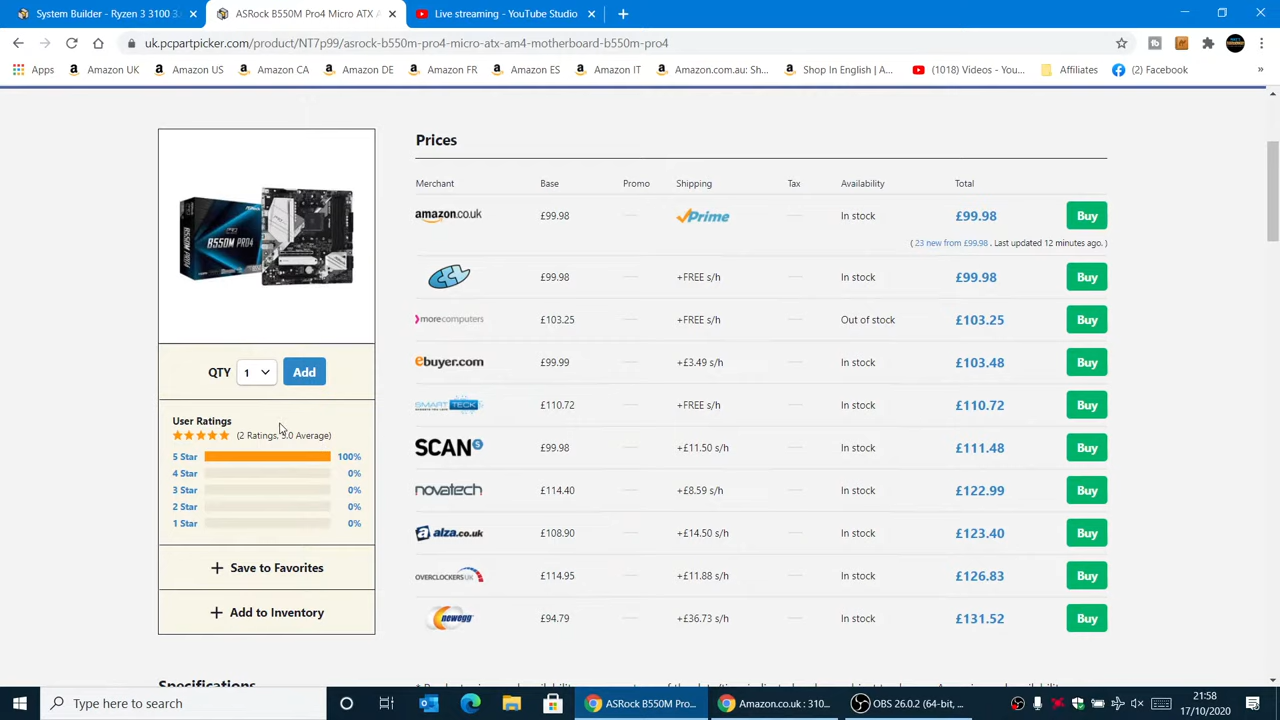 System Builder - Ryzen 3 3100 3.
ASRock B550M Pro4 Micro ATX A
Live streaming - YouTube Studio
uk.pcpartpicker.com/product/NT7p99/asrock-b550m-pro4-micro-atx-am4-motherboard-b550m-pro4
Apps
Amazon UK
Amazon US
Amazon CA
Amazon DE
Amazon FR
Amazon ES
Amazon IT
Amazon.com.au: Sh...
Shop In English | A...
(1018) Videos - You...
Affiliates
(2) Facebook
»
B550M PRO4
B550M PRO4
QTY 1 Add
User Ratings
(2 Ratings, 5.0 Average)
5 Star 100%
4 Star 0%
3 Star 0%
2 Star 0%
1 Star 0%
+ Save to Favorites
+ Add to Inventory
Prices
Merchant Base Promo Shipping Tax Availability Total
amazon.co.uk £99.98 — Prime — In stock £99.98 Buy
( 23 new from £99.98 . Last updated 12 minutes ago. )
£99.98 — +FREE s/h — In stock £99.98 Buy
morecomputers £103.25 — +FREE s/h — Out of stock £103.25 Buy
ebuyer.com £99.99 — +£3.49 s/h — In stock £103.48 Buy
SMART TECK £110.72 — +FREE s/h — In stock £110.72 Buy
SCAN £99.98 — +£11.50 s/h — In stock £111.48 Buy
novatech £114.40 — +£8.59 s/h — In stock £122.99 Buy
alza.co.uk £108.90 — +£14.50 s/h — In stock £123.40 Buy
OVERCLOCKERS UK £114.95 — +£11.88 s/h — In stock £126.83 Buy
newegg £94.79 — +£36.73 s/h — In stock £131.52 Buy
Specifications
Type here to search
ASRock B550M Pro...
Amazon.co.uk : 310...
OBS 26.0.2 (64-bit, ...
21:58
17/10/2020